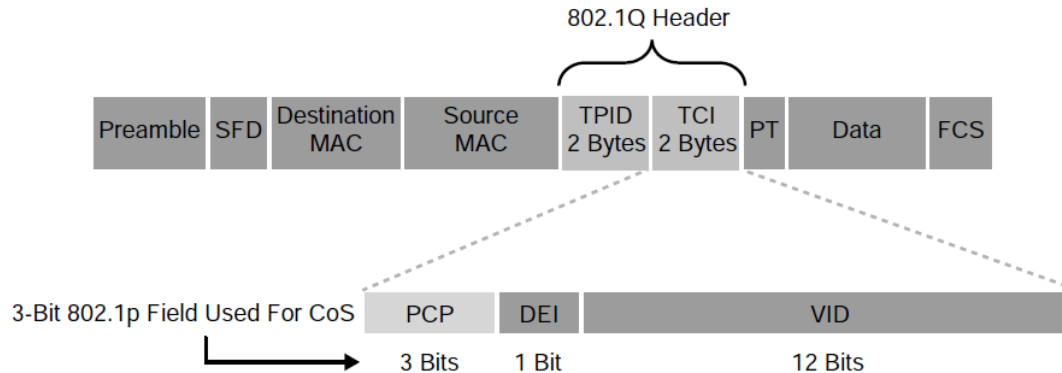 802.1Q Header
Preamble
SFD
Destination
MAC
Source
MAC
TPID
2 Bytes
TCI
2 Bytes
PT
Data
FCS
3-Bit 802.1p Field Used For CoS
PCP
DEI
VID
3 Bits
1 Bit
12 Bits